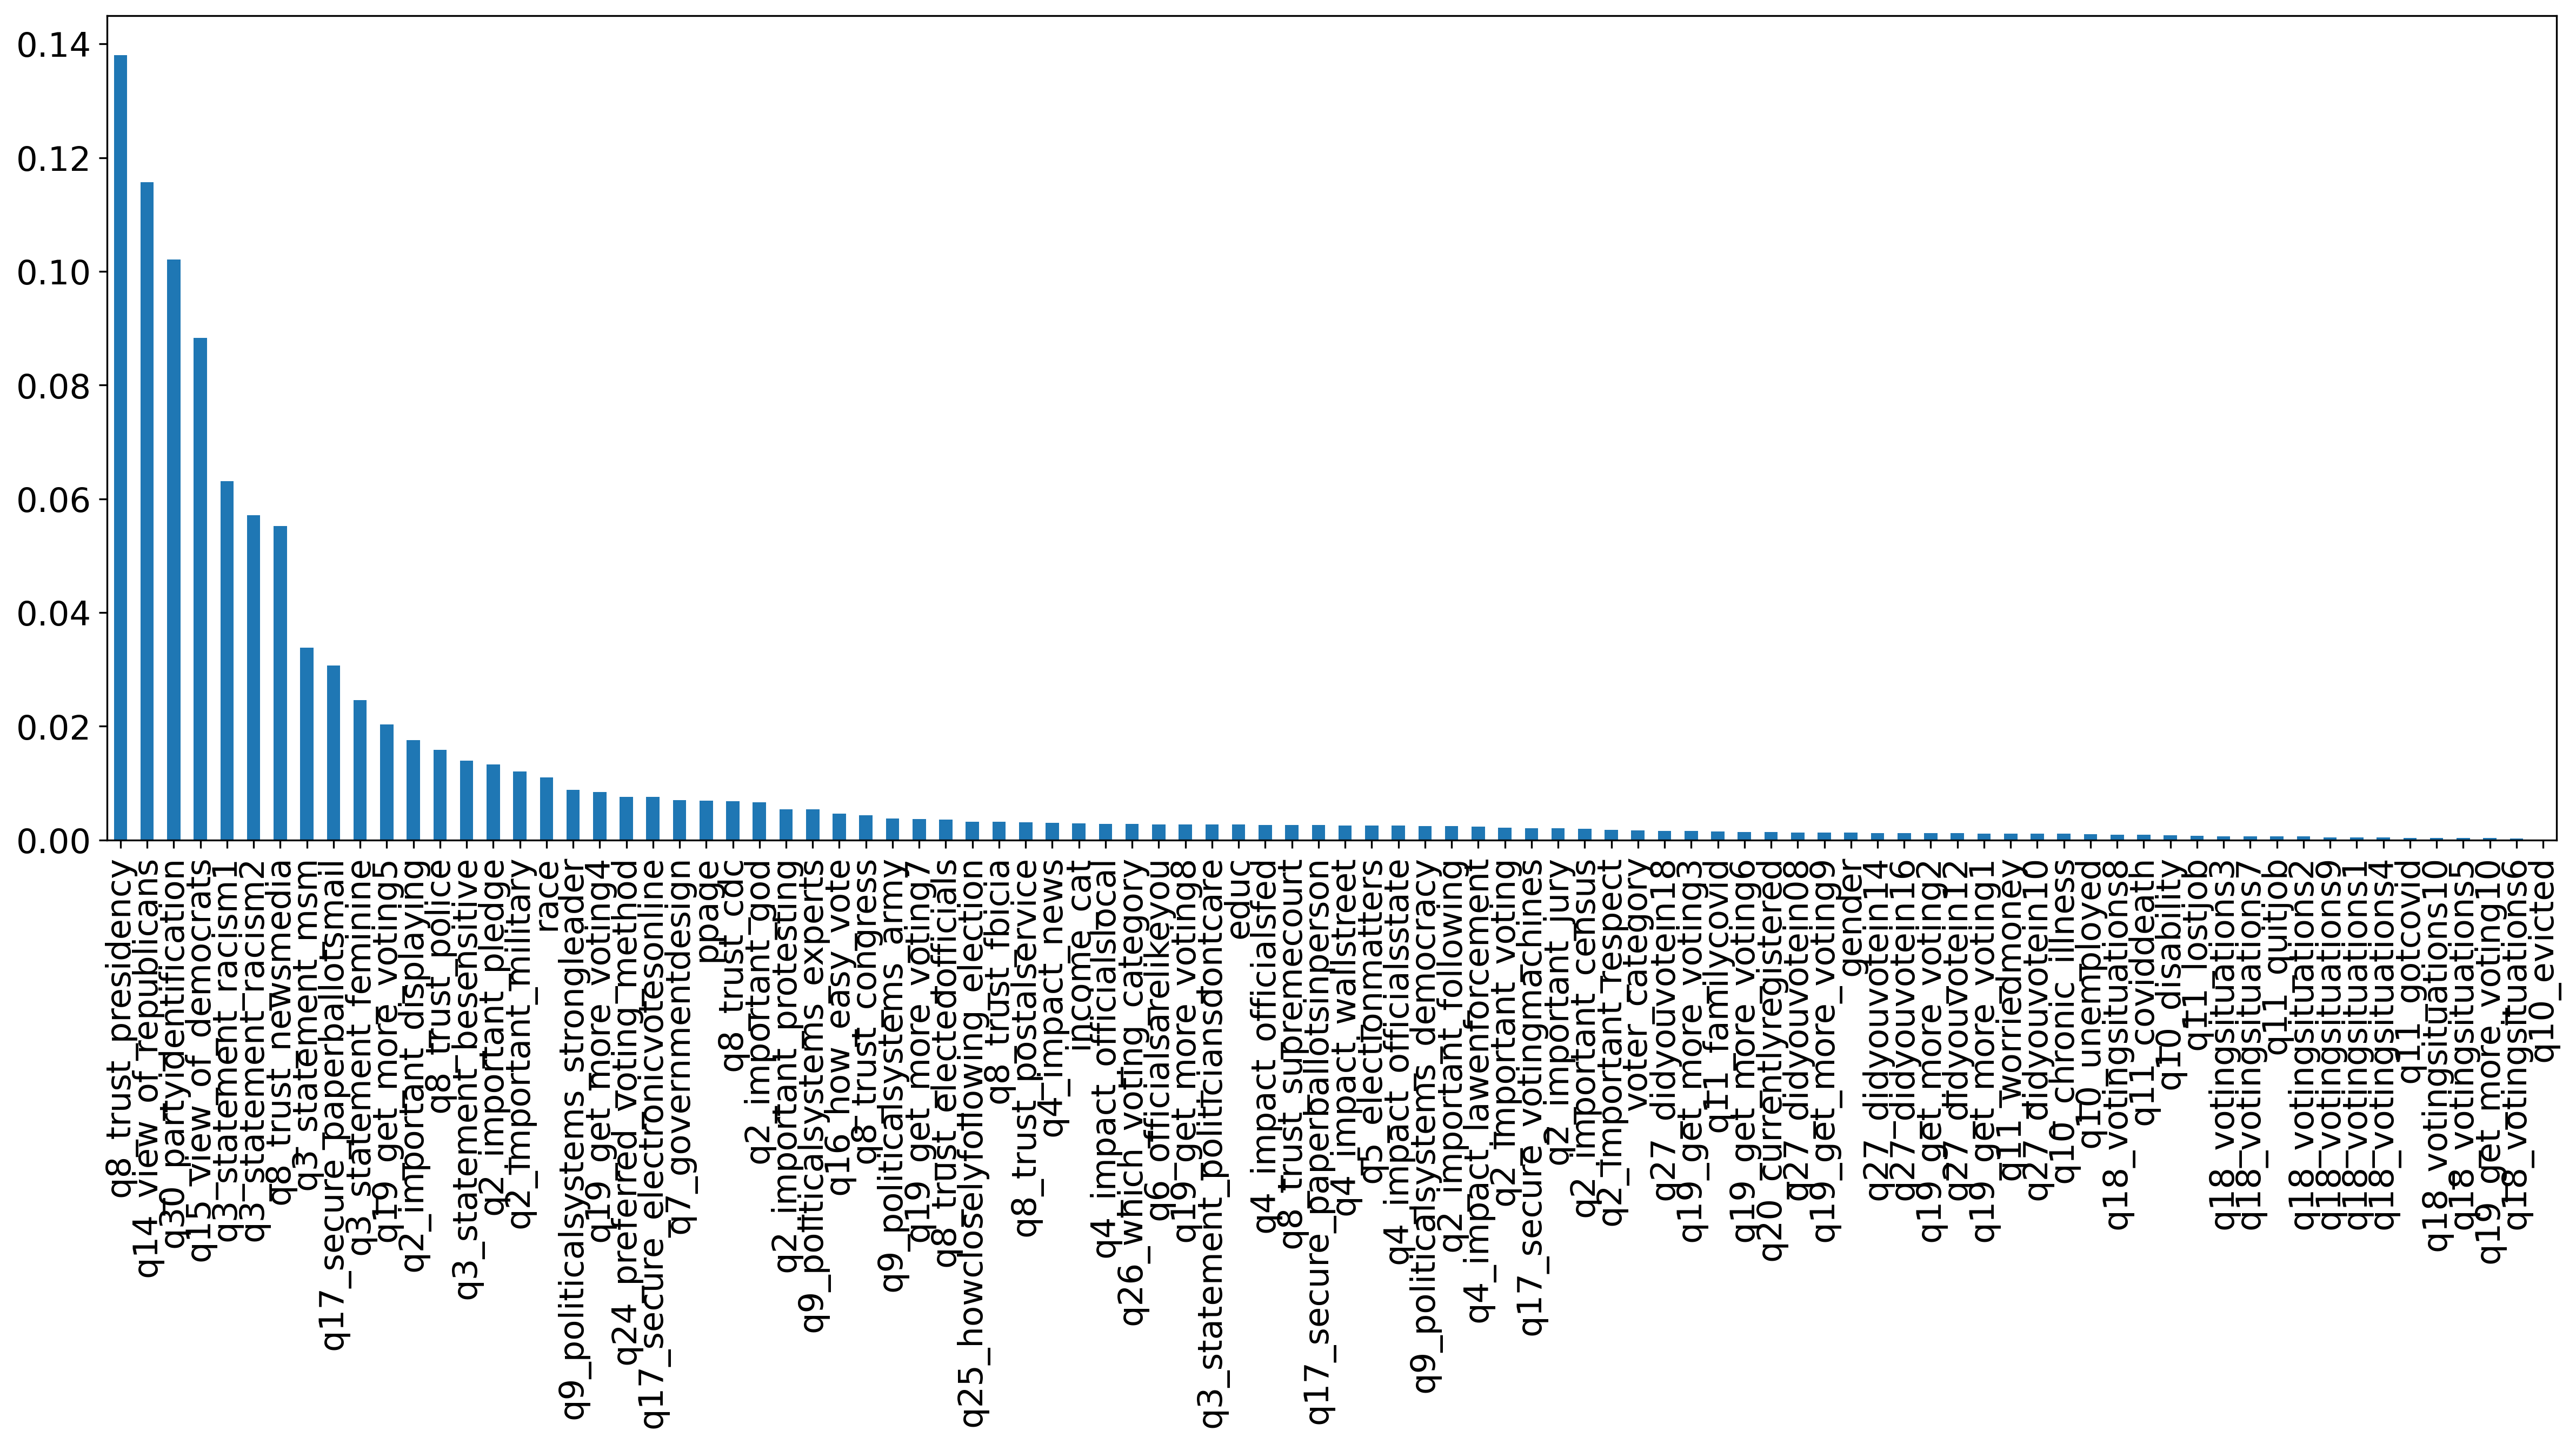 0.14
0.12
0.10
0.08
0.06
0.04
0.02
0.00
q8_trust_presidency
q14_view_of_republicans
q30_partyidentification
q15_view_of_democrats
q3_statement_racism1
q3_statement_racism2
q8_trust_newsmedia
q3_statement_msm
q17_secure_paperballotsmail
q3_statement_feminine
q19_get_more_voting5
q2_important_displaying
q8_trust_police
q3_statement_besensitive
q2_important_pledge
q2_important_military
race
q9_politicalsystems_strongleader
q19_get_more_voting4
q24_preferred_voting_method
q17_secure_electronicvotesonline
q7_governmentdesign
ppage
q8_trust_cdc
q2_important_god
q2_important_protesting
q9_politicalsystems_experts
q16_how_easy_vote
q8_trust_congress
q9_politicalsystems_army
q19_get_more_voting7
q8_trust_electedofficials
q25_howcloselyfollowing_election
q8_trust_fbicia
q8_trust_postalservice
q4_impact_news
income_cat
q4_impact_officialslocal
q26_which_voting_category
q6_officialsarelikeyou
q19_get_more_voting8
q3_statement_politiciansdontcare
educ
q4_impact_officialsfed
q8_trust_supremecourt
q17_secure_paperballotsinperson
q4_impact_wallstreet
q5_electionmatters
q4_impact_officialsstate
q9_politicalsystems_democracy
q2_important_following
q4_impact_lawenforcement
q2_important_voting
q17_secure_votingmachines
q2_important_jury
q2_important_census
q2_important_respect
voter_category
q27_didyouvotein18
q19_get_more_voting3
q11_familycovid
q19_get_more_voting6
q20_currentlyregistered
q27_didyouvotein08
q19_get_more_voting9
gender
q27_didyouvotein14
q27_didyouvotein16
q19_get_more_voting2
q27_didyouvotein12
q19_get_more_voting1
q11_worriedmoney
q27_didyouvotein10
q10_chronic_illness
q10_unemployed
q18_votingsituations8
q11_coviddeath
q10_disability
q11_lostjob
q18_votingsituations3
q18_votingsituations7
q11_quitjob
q18_votingsituations2
q18_votingsituations9
q18_votingsituations1
q18_votingsituations4
q11_gotcovid
q18_votingsituations10
q18_votingsituations5
q19_get_more_voting10
q18_votingsituations6
q10_evicted